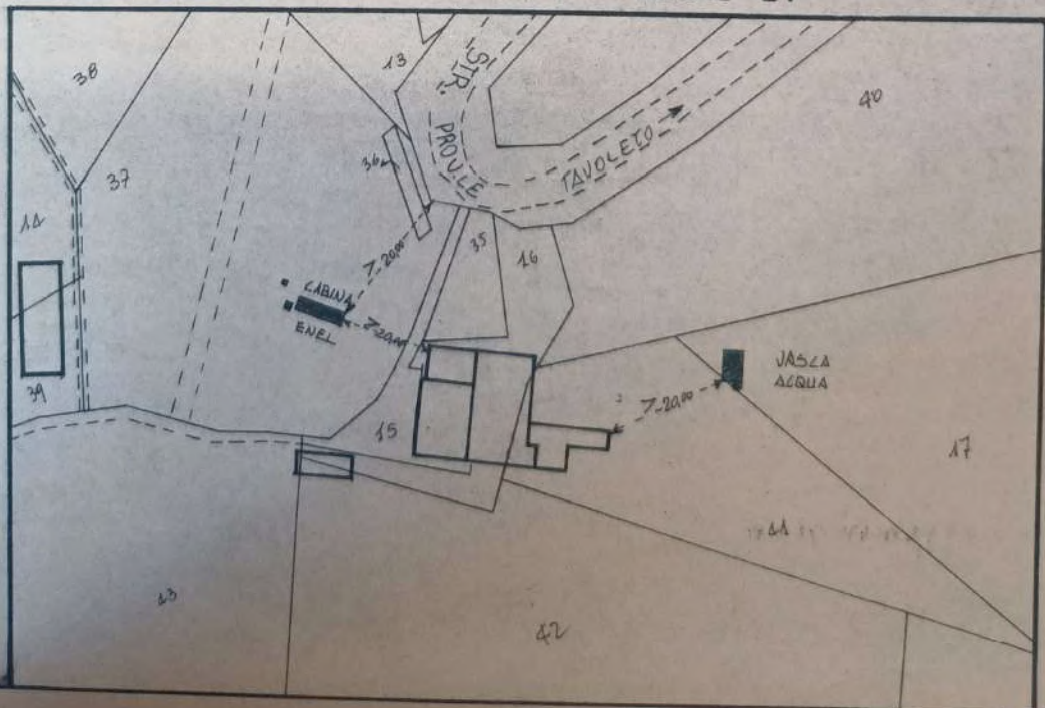 38
13
STR. PROV.LE
TAVOLETO
40
37
36
14
35
16
7-20,00
CABINA
ENEL
7-20,00
VASCA
ACQUA
7-20,00
39
15
17
42